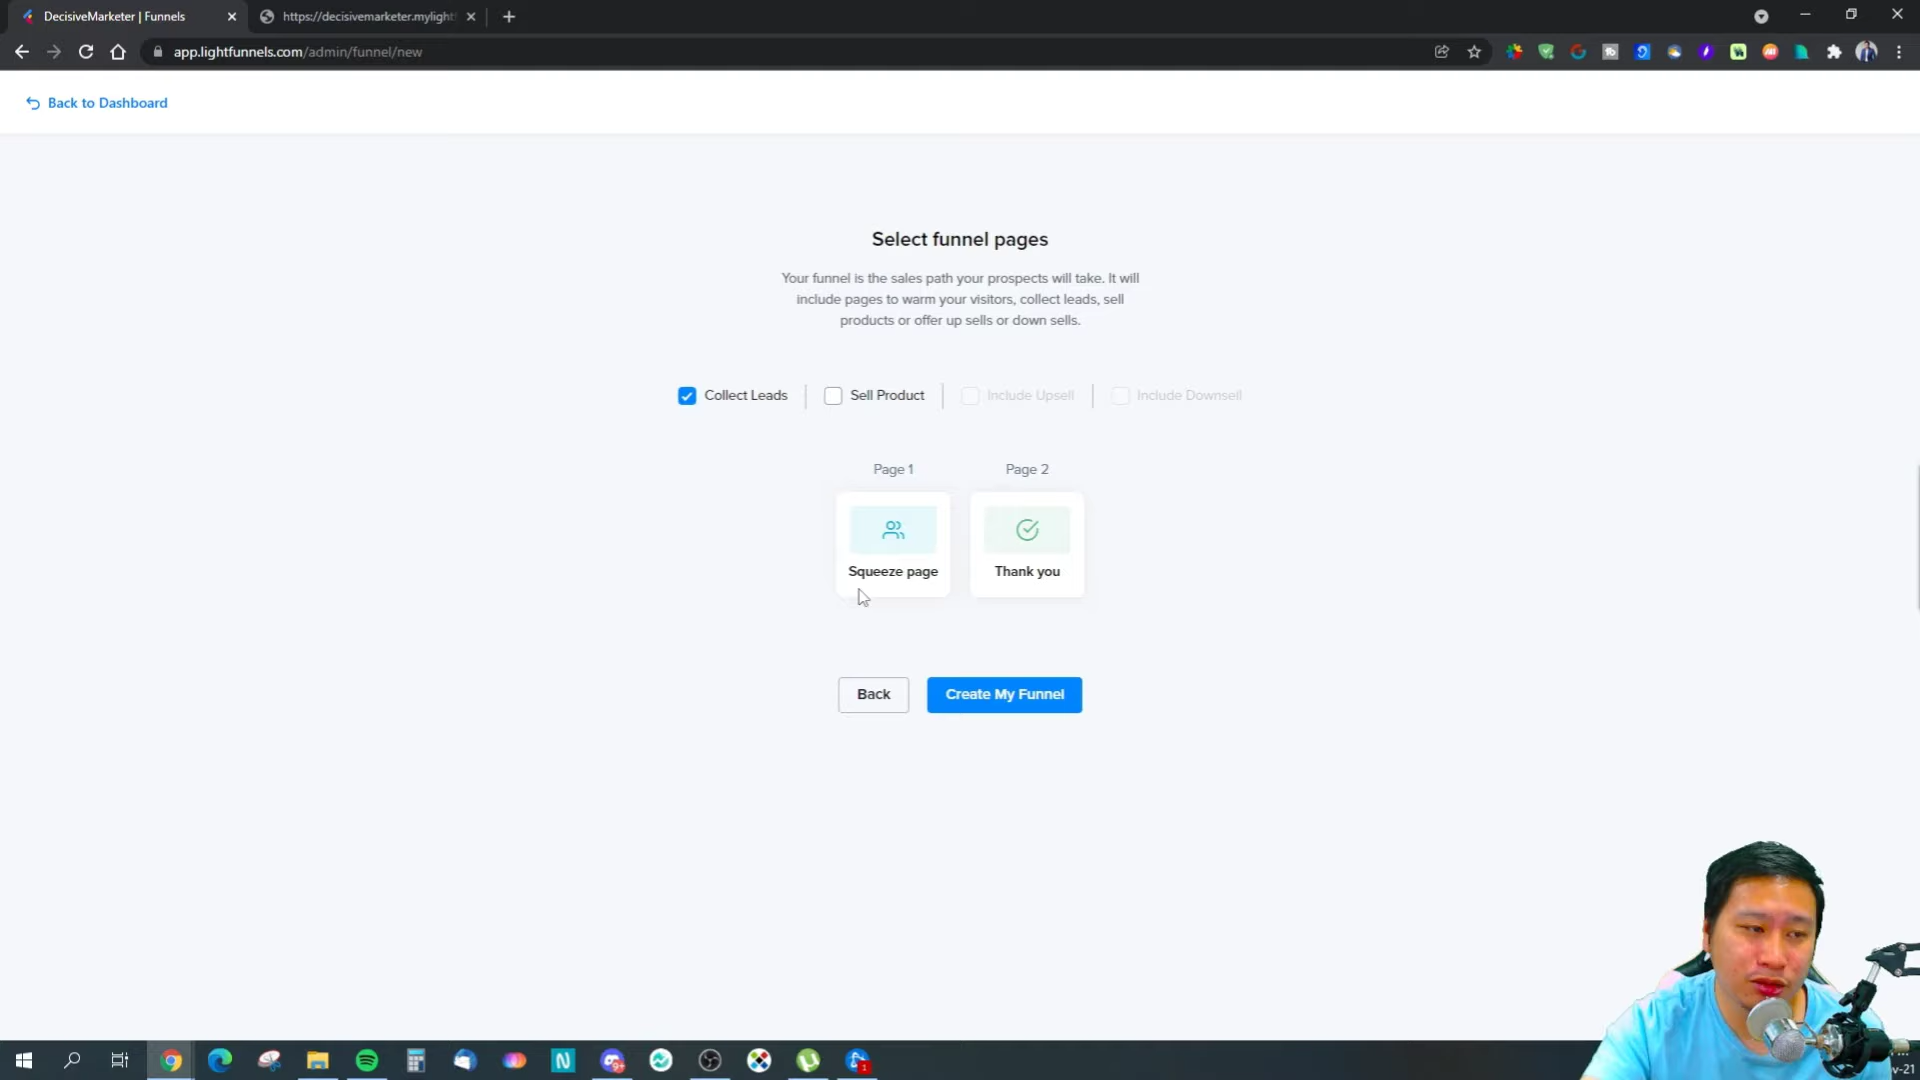 DecisiveMarketer | Funnels
https://decisivemarketer.mylight
app.lightfunnels.com/admin/funnel/new
Back to Dashboard
Select funnel pages
Your funnel is the sales path your prospects will take. It will
include pages to warm your visitors, collect leads, sell
products or offer up sells or down sells.
Collect Leads
Sell Product
Include Upsell
Include Downsell
Page 1
Page 2
Squeeze page
Thank you
Back
Create My Funnel